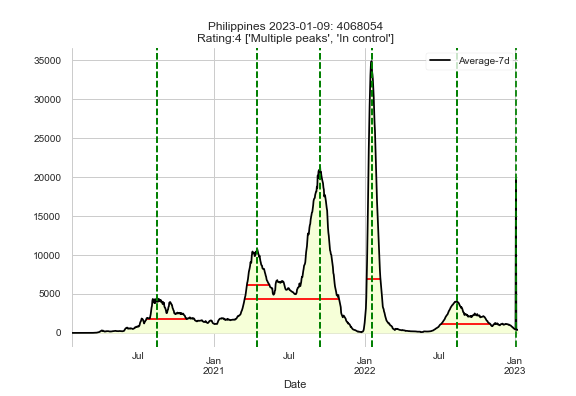 Philippines 2023-01-09: 4068054
Rating:4 ['Multiple peaks', 'In control']
Average-7d
35000
30000
25000
20000
15000
10000
5000
0
Jul
Jan
2021
Jul
Jan
2022
Jul
Jan
2023
Date